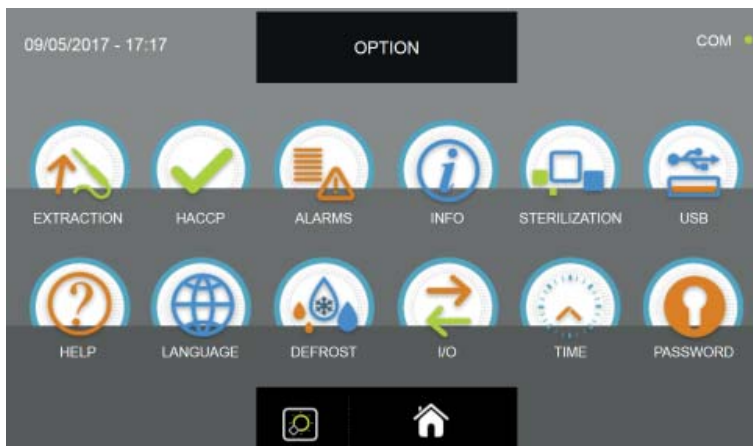 09/05/2017 - 17:17 OPTION COM
EXTRACTION HACCP ALARMS INFO STERILIZATION USB
HELP LANGUAGE DEFROST I/O TIME PASSWORD